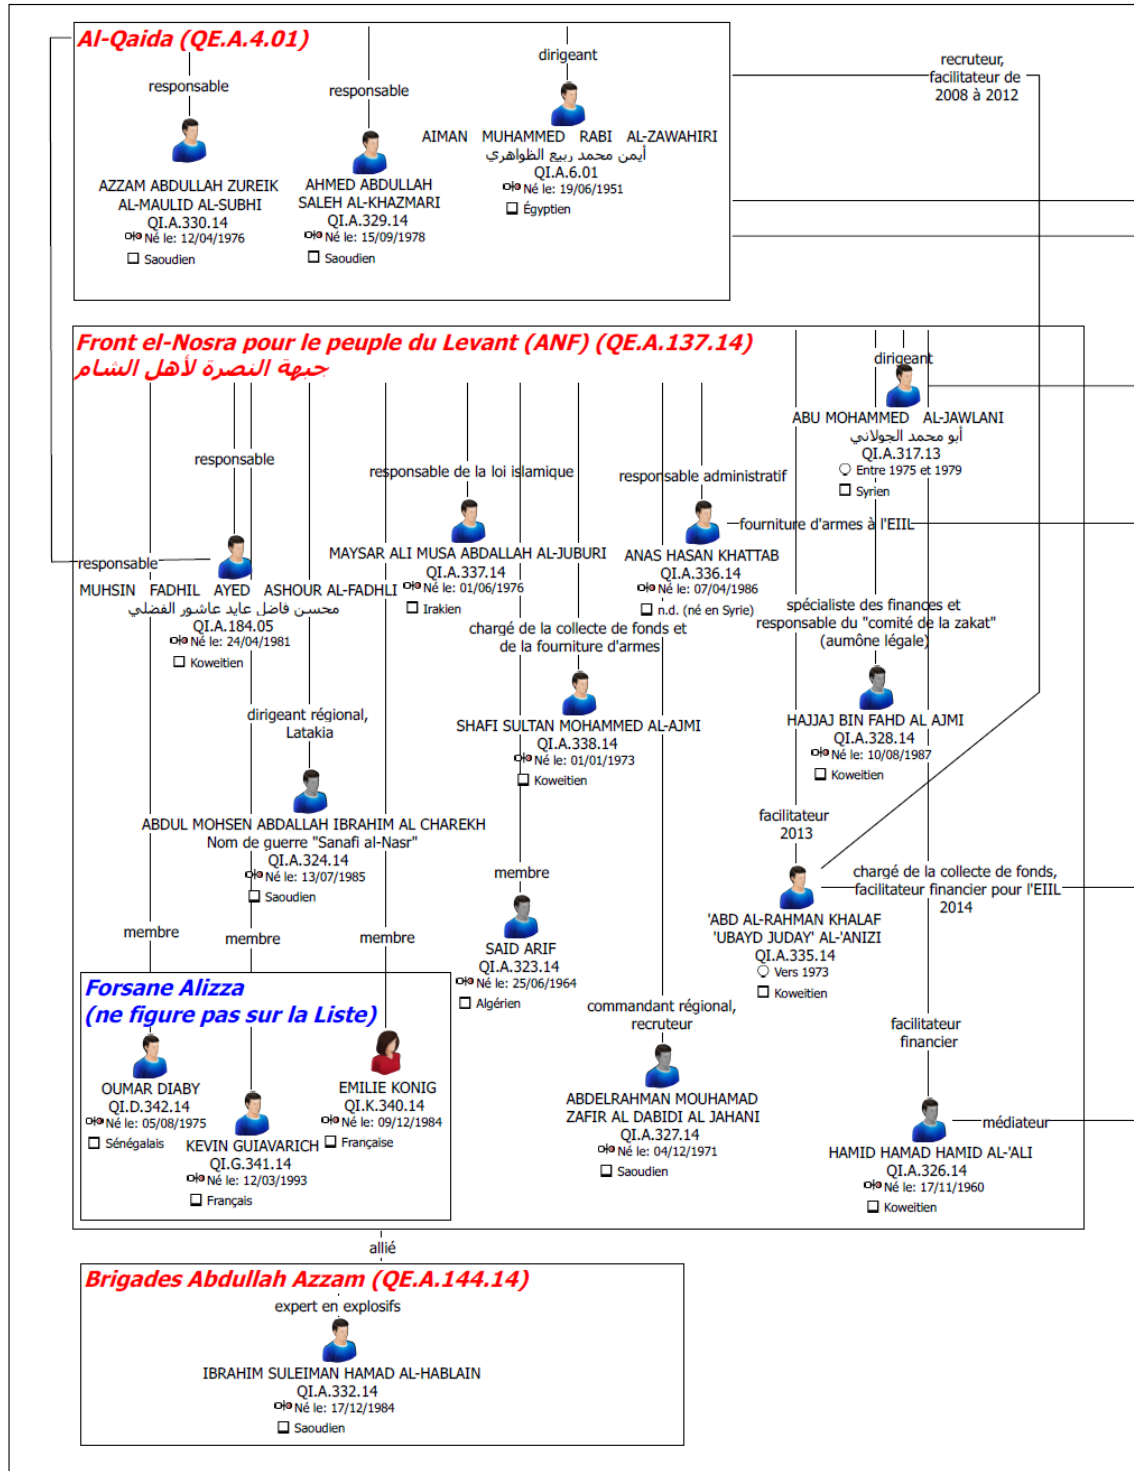 Al-Qaida (QE.A.4.01)
responsable
AZZAM ABDULLAH ZUREIK
AL-MAULID AL-SUBHI
QI.A.330.14
Né le: 12/04/1976
Saoudien
responsable
AHMED ABDULLAH
SALEH AL-KHAZMARI
QI.A.329.14
Né le: 15/09/1978
Saoudien
dirigeant
AIMAN MUHAMMED RABI AL-ZAWAHIRI
أيمن محمد ربيع الظواهري
QI.A.6.01
Né le: 19/06/1951
Égyptien
recruteur,
facilitateur de
2008 à 2012
Front el-Nosra pour le peuple du Levant (ANF) (QE.A.137.14)
جبهة النصرة لأهل الشام
dirigeant
ABU MOHAMMED AL-JAWLANI
أبو محمد الجولاني
QI.A.317.13
Entre 1975 et 1979
Syrien
responsable
responsable
MUHSIN FADHIL AYED ASHOUR AL-FADHLI
محسن فاضل عايد عاشور الفضلي
QI.A.184.05
Né le: 24/04/1981
Koweitien
responsable de la loi islamique
MAYSAR ALI MUSA ABDALLAH AL-JUBURI
QI.A.337.14
Né le: 01/06/1976
Irakien
responsable administratif
fourniture d'armes à l'EIIL
ANAS HASAN KHATTAB
QI.A.336.14
Né le: 07/04/1986
n.d. (né en Syrie)
chargé de la collecte de fonds et
de la fourniture d'armes
SHAFI SULTAN MOHAMMED AL-AJMI
QI.A.338.14
Né le: 01/01/1973
Koweitien
spécialiste des finances et
responsable du "comité de la zakat"
(aumône légale)
HAJJAJ BIN FAHD AL AJMI
QI.A.328.14
Né le: 10/08/1987
Koweitien
dirigeant régional,
Latakia
ABDUL MOHSEN ABDALLAH IBRAHIM AL CHAREKH
Nom de guerre "Sanafi al-Nasr"
QI.A.324.14
Né le: 13/07/1985
Saoudien
membre
SAID ARIF
QI.A.323.14
Né le: 25/06/1964
Algérien
facilitateur
2013
chargé de la collecte de fonds,
facilitateur financier pour l'EIIL
2014
'ABD AL-RAHMAN KHALAF
'UBAYD JUDAY' AL-'ANIZI
QI.A.335.14
Vers 1973
Koweitien
commandant régional,
recruteur
ABDELRAHMAN MOUHAMAD
ZAFIR AL DABIDI AL JAHANI
QI.A.327.14
Né le: 04/12/1971
Saoudien
facilitateur
financier
médiateur
HAMID HAMAD HAMID AL-'ALI
QI.A.326.14
Né le: 17/11/1960
Koweitien
membre
membre
membre
Forsane Alizza
(ne figure pas sur la Liste)
OUMAR DIABY
QI.D.342.14
Né le: 05/08/1975
Sénégalais
KEVIN GUIAVARICH
QI.G.341.14
Né le: 12/03/1993
Français
EMILIE KONIG
QI.K.340.14
Né le: 09/12/1984
Française
allié
Brigades Abdullah Azzam (QE.A.144.14)
expert en explosifs
IBRAHIM SULEIMAN HAMAD AL-HABLAIN
QI.A.332.14
Né le: 17/12/1984
Saoudien